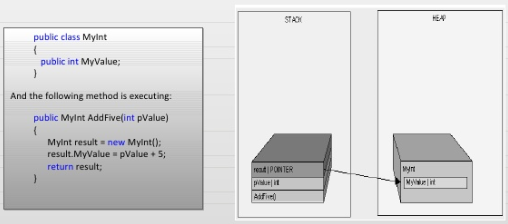 public class MyInt
{
public int MyValue;
}
And the following method is executing:
public MyInt AddFive(int pValue)
{
MyInt result = new MyInt();
result.MyValue = pValue + 5;
return result;
}
STACK
result | POINTER
pValue | int
AddFive()
HEAP
MyInt
MyValue | int